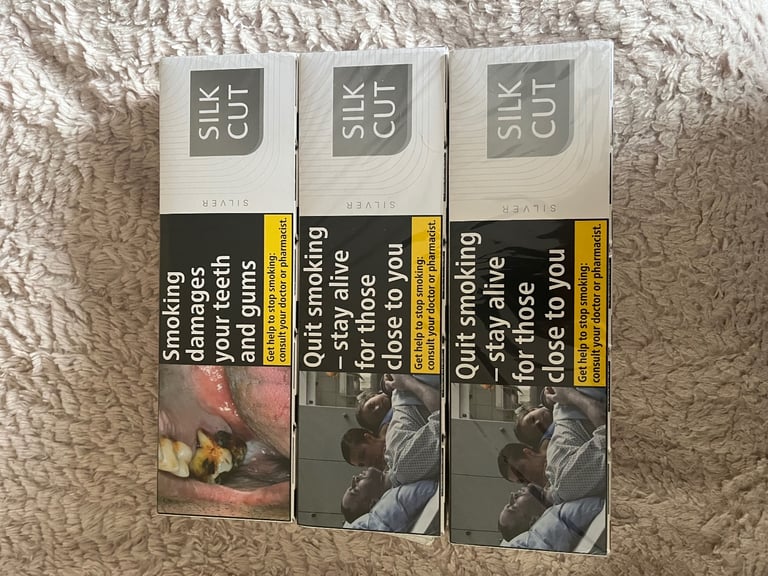 SILK
CUT
SILVER
Smoking
damages
your teeth
and gums
Get help to stop smoking:
consult your doctor or pharmacist.
SILK
CUT
SILVER
Quit smoking
– stay alive
for those
close to you
Get help to stop smoking:
consult your doctor or pharmacist.
SILK
CUT
SILVER
Quit smoking
– stay alive
for those
close to you
Get help to stop smoking:
consult your doctor or pharmacist.